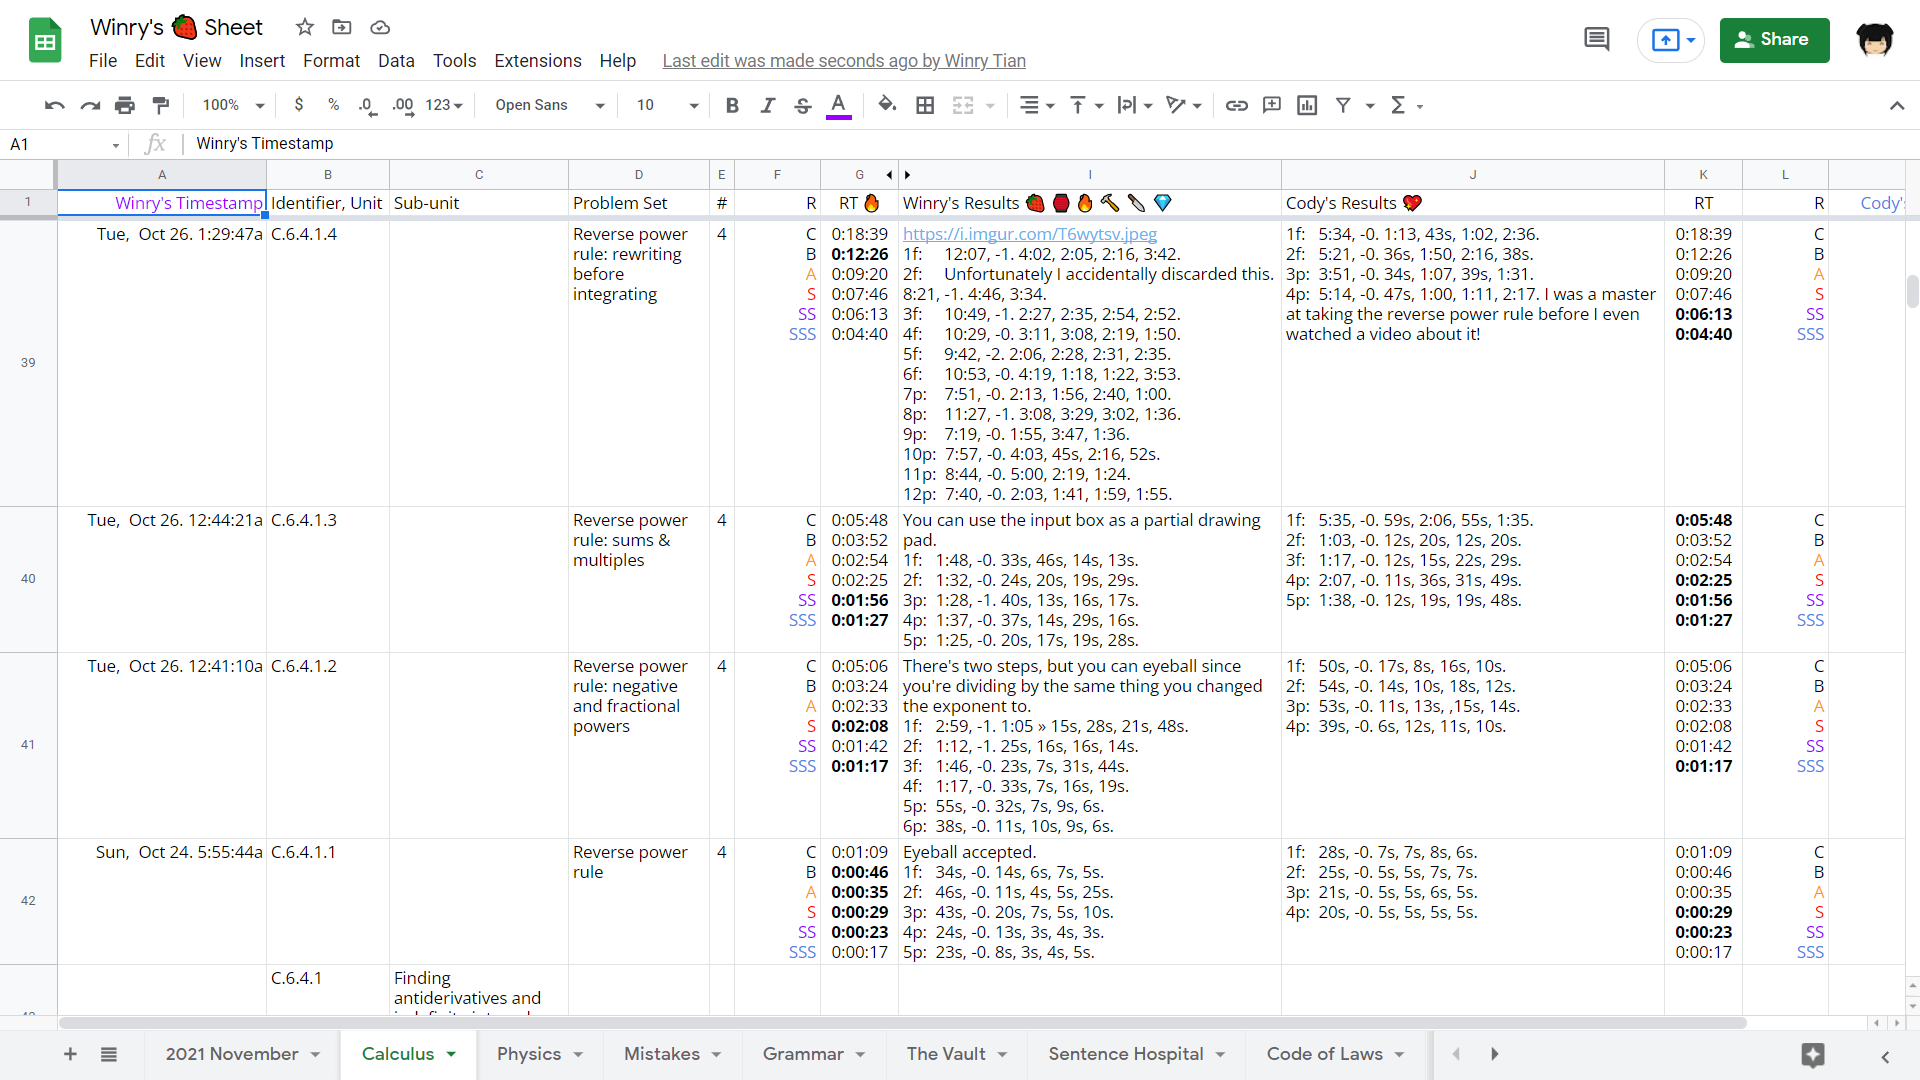 Winry's 🍓 Sheet
File Edit View Insert Format Data Tools Extensions Help Last edit was made seconds ago by Winry Tian
Share
100% $ % .0 .00 123 Open Sans 10 B I S A
A1 fx Winry's Timestamp
A B C D E F G I J K L
1 Winry's Timestamp Identifier, Unit Sub-unit Problem Set # R RT 🔥 Winry's Results 🍓 🏺 🔥 🔨 🔪 💎 Cody's Results 💖 RT R Cody's
39
Tue, Oct 26. 1:29:47a C.6.4.1.4
Reverse power
rule: rewriting
before
integrating
4
C 0:18:39
B 0:12:26
A 0:09:20
S 0:07:46
SS 0:06:13
SSS 0:04:40
https://i.imgur.com/T6wytsv.jpeg
1f: 12:07, -1. 4:02, 2:05, 2:16, 3:42.
2f: Unfortunately I accidentally discarded this.
8:21, -1. 4:46, 3:34.
3f: 10:49, -1. 2:27, 2:35, 2:54, 2:52.
4f: 10:29, -0. 3:11, 3:08, 2:19, 1:50.
5f: 9:42, -2. 2:06, 2:28, 2:31, 2:35.
6f: 10:53, -0. 4:19, 1:18, 1:22, 3:53.
7p: 7:51, -0. 2:13, 1:56, 2:40, 1:00.
8p: 11:27, -1. 3:08, 3:29, 3:02, 1:36.
9p: 7:19, -0. 1:55, 3:47, 1:36.
10p: 7:57, -0. 4:03, 45s, 2:16, 52s.
11p: 8:44, -0. 5:00, 2:19, 1:24.
12p: 7:40, -0. 2:03, 1:41, 1:59, 1:55.
1f: 5:34, -0. 1:13, 43s, 1:02, 2:36.
2f: 5:21, -0. 36s, 1:50, 2:16, 38s.
3p: 3:51, -0. 34s, 1:07, 39s, 1:31.
4p: 5:14, -0. 47s, 1:00, 1:11, 2:17. I was a master
at taking the reverse power rule before I even
watched a video about it!
0:18:39 C
0:12:26 B
0:09:20 A
0:07:46 S
0:06:13 SS
0:04:40 SSS
40
Tue, Oct 26. 12:44:21a C.6.4.1.3
Reverse power
rule: sums &
multiples
4
C 0:05:48
B 0:03:52
A 0:02:54
S 0:02:25
SS 0:01:56
SSS 0:01:27
You can use the input box as a partial drawing
pad.
1f: 1:48, -0. 33s, 46s, 14s, 13s.
2f: 1:32, -0. 24s, 20s, 19s, 29s.
3p: 1:28, -1. 40s, 13s, 16s, 17s.
4p: 1:37, -0. 37s, 14s, 29s, 16s.
5p: 1:25, -0. 20s, 17s, 19s, 28s.
1f: 5:35, -0. 59s, 2:06, 55s, 1:35.
2f: 1:03, -0. 12s, 20s, 12s, 20s.
3f: 1:17, -0. 12s, 15s, 22s, 29s.
4p: 2:07, -0. 11s, 36s, 31s, 49s.
5p: 1:38, -0. 12s, 19s, 19s, 48s.
0:05:48 C
0:03:52 B
0:02:54 A
0:02:25 S
0:01:56 SS
0:01:27 SSS
41
Tue, Oct 26. 12:41:10a C.6.4.1.2
Reverse power
rule: negative
and fractional
powers
4
C 0:05:06
B 0:03:24
A 0:02:33
S 0:02:08
SS 0:01:42
SSS 0:01:17
There's two steps, but you can eyeball since
you're dividing by the same thing you changed
the exponent to.
1f: 2:59, -1. 1:05 » 15s, 28s, 21s, 48s.
2f: 1:12, -1. 25s, 16s, 16s, 14s.
3f: 1:46, -0. 23s, 7s, 31s, 44s.
4f: 1:17, -0. 33s, 7s, 16s, 19s.
5p: 55s, -0. 32s, 7s, 9s, 6s.
6p: 38s, -0. 11s, 10s, 9s, 6s.
1f: 50s, -0. 17s, 8s, 16s, 10s.
2f: 54s, -0. 14s, 10s, 18s, 12s.
3p: 53s, -0. 11s, 13s, ,15s, 14s.
4p: 39s, -0. 6s, 12s, 11s, 10s.
0:05:06 C
0:03:24 B
0:02:33 A
0:02:08 S
0:01:42 SS
0:01:17 SSS
42
Sun, Oct 24. 5:55:44a C.6.4.1.1
Reverse power
rule
4
C 0:01:09
B 0:00:46
A 0:00:35
S 0:00:29
SS 0:00:23
SSS 0:00:17
Eyeball accepted.
1f: 34s, -0. 14s, 6s, 7s, 5s.
2f: 46s, -0. 11s, 4s, 5s, 25s.
3p: 43s, -0. 20s, 7s, 5s, 10s.
4p: 24s, -0. 13s, 3s, 4s, 3s.
5p: 23s, -0. 8s, 3s, 4s, 5s.
1f: 28s, -0. 7s, 7s, 8s, 6s.
2f: 25s, -0. 5s, 5s, 7s, 7s.
3p: 21s, -0. 5s, 5s, 6s, 5s.
4p: 20s, -0. 5s, 5s, 5s, 5s.
0:01:09 C
0:00:46 B
0:00:35 A
0:00:29 S
0:00:23 SS
0:00:17 SSS
C.6.4.1 Finding
antiderivatives and
2021 November Calculus Physics Mistakes Grammar The Vault Sentence Hospital Code of Laws